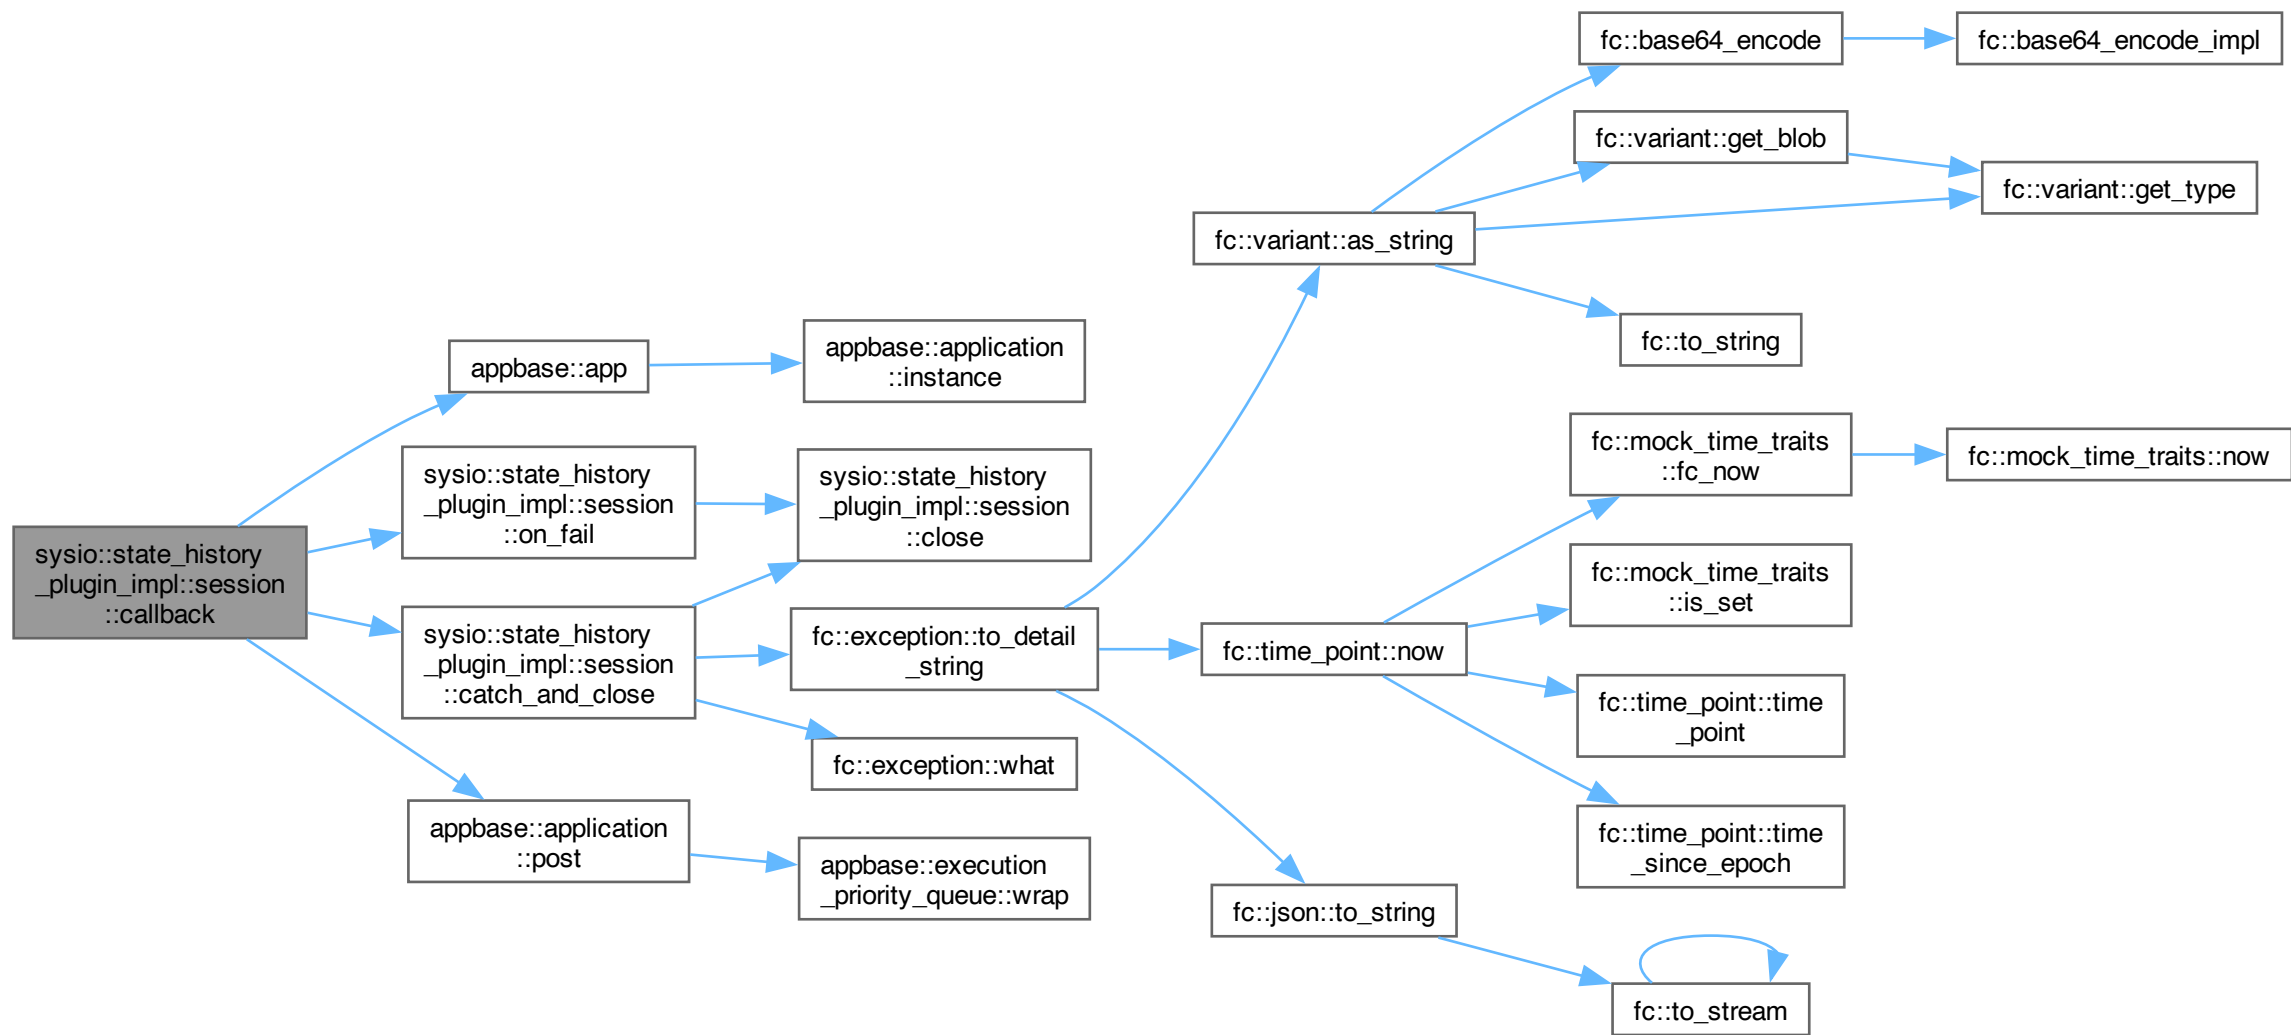 sysio::state_history
_plugin_impl::session
::callback
appbase::app
appbase::application
::instance
sysio::state_history
_plugin_impl::session
::on_fail
sysio::state_history
_plugin_impl::session
::close
sysio::state_history
_plugin_impl::session
::catch_and_close
fc::exception::to_detail
_string
fc::variant::as_string
fc::base64_encode
fc::base64_encode_impl
fc::variant::get_blob
fc::variant::get_type
fc::to_string
fc::time_point::now
fc::mock_time_traits
::fc_now
fc::mock_time_traits::now
fc::mock_time_traits
::is_set
fc::time_point::time
_point
fc::time_point::time
_since_epoch
fc::json::to_string
fc::to_stream
fc::exception::what
appbase::application
::post
appbase::execution
_priority_queue::wrap